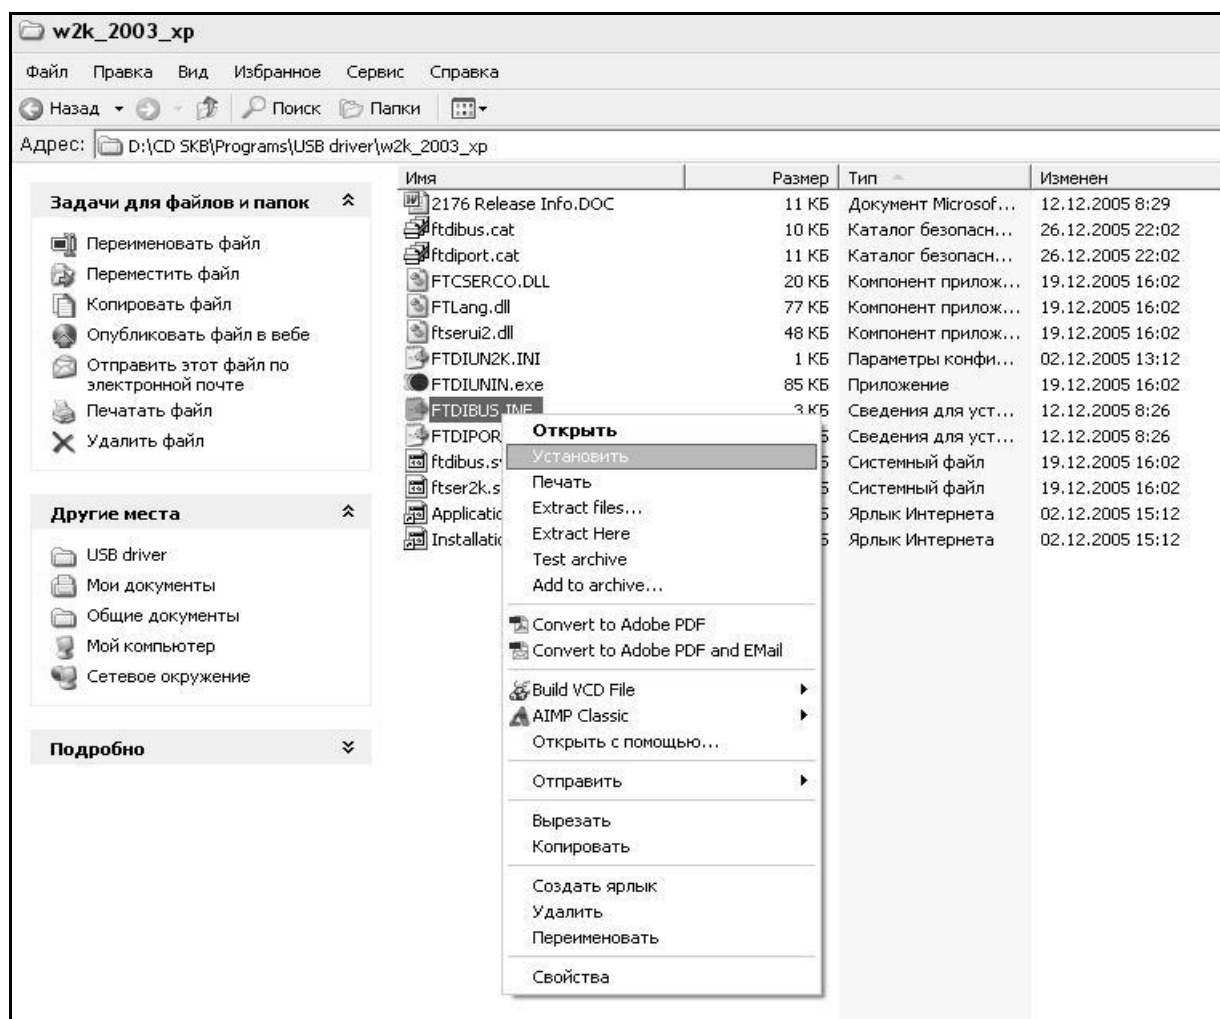 w2k_2003_xp
Файл Правка Вид Избранное Сервис Справка
Назад Поиск Папки
Адрес: D:\CD SKB\Programs\USB driver\w2k_2003_xp
Задачи для файлов и папок
Переименовать файл
Переместить файл
Копировать файл
Опубликовать файл в вебе
Отправить этот файл по
электронной почте
Печатать файл
Удалить файл
Другие места
USB driver
Мои документы
Общие документы
Мой компьютер
Сетевое окружение
Подробно
Имя Размер Тип Изменен
2176 Release Info.DOC 11 КБ Документ Microsof... 12.12.2005 8:29
ftdibus.cat 10 КБ Каталог безопасн... 26.12.2005 22:02
ftdiport.cat 11 КБ Каталог безопасн... 26.12.2005 22:02
FTCSERCO.DLL 20 КБ Компонент прилож... 19.12.2005 16:02
FTLang.dll 77 КБ Компонент прилож... 19.12.2005 16:02
ftserui2.dll 48 КБ Компонент прилож... 19.12.2005 16:02
FTDIUN2K.INI 1 КБ Параметры конфи... 02.12.2005 13:12
FTDIUNIN.exe 85 КБ Приложение 19.12.2005 16:02
FTDIBUS.INF 3 КБ Сведения для уст... 12.12.2005 8:26
FTDIPOR Сведения для уст... 12.12.2005 8:26
ftdibus.s Системный файл 19.12.2005 16:02
ftser2k.s Системный файл 19.12.2005 16:02
Applicatio Ярлык Интернета 02.12.2005 15:12
Installatio Ярлык Интернета 02.12.2005 15:12
Открыть
Установить
Печать
Extract files...
Extract Here
Test archive
Add to archive...
Convert to Adobe PDF
Convert to Adobe PDF and EMail
Build VCD File
AIMP Classic
Открыть с помощью...
Отправить
Вырезать
Копировать
Создать ярлык
Удалить
Переименовать
Свойства